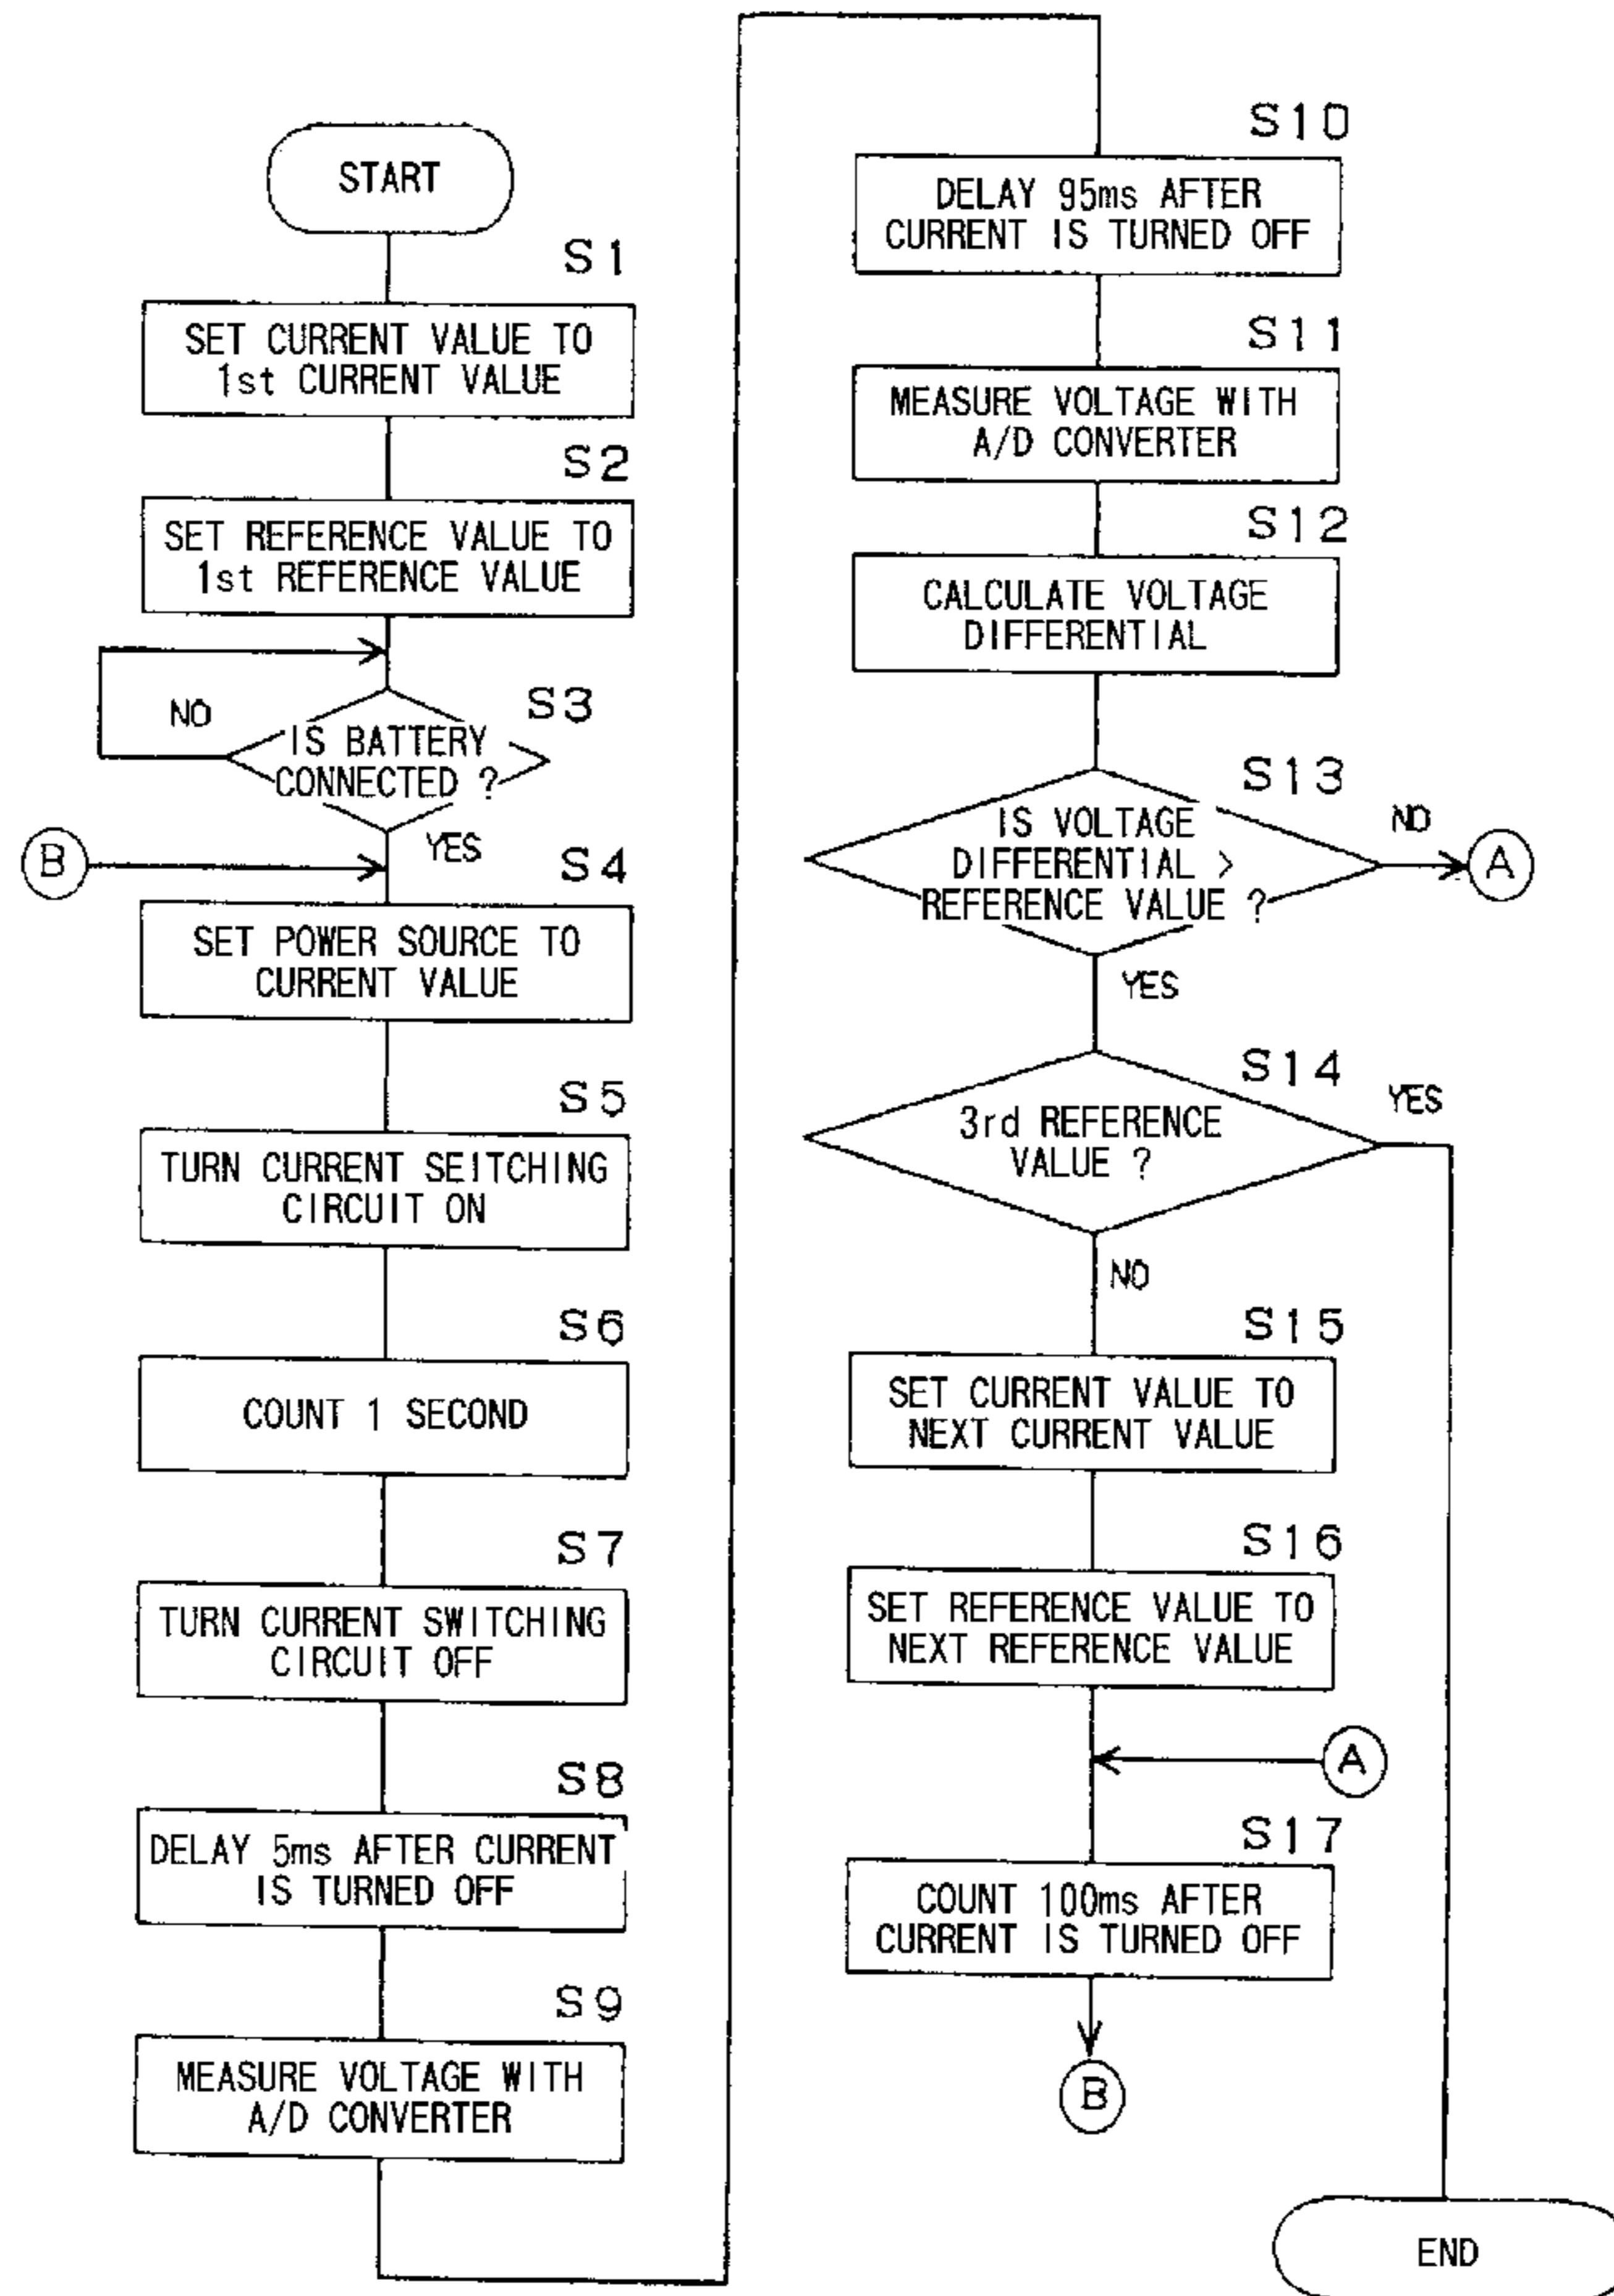 START
S1
SET CURRENT VALUE TO
1st CURRENT VALUE
S2
SET REFERENCE VALUE TO
1st REFERENCE VALUE
NO
S3
IS BATTERY
CONNECTED ?
YES
B
S4
SET POWER SOURCE TO
CURRENT VALUE
S5
TURN CURRENT SEITCHING
CIRCUIT ON
S6
COUNT 1 SECOND
S7
TURN CURRENT SWITCHING
CIRCUIT OFF
S8
DELAY 5ms AFTER CURRENT
IS TURNED OFF
S9
MEASURE VOLTAGE WITH
A/D CONVERTER
S10
DELAY 95ms AFTER
CURRENT IS TURNED OFF
S11
MEASURE VOLTAGE WITH
A/D CONVERTER
S12
CALCULATE VOLTAGE
DIFFERENTIAL
S13
IS VOLTAGE
DIFFERENTIAL >
REFERENCE VALUE ?
NO
A
YES
S14
3rd REFERENCE
VALUE ?
YES
NO
S15
SET CURRENT VALUE TO
NEXT CURRENT VALUE
S16
SET REFERENCE VALUE TO
NEXT REFERENCE VALUE
A
S17
COUNT 100ms AFTER
CURRENT IS TURNED OFF
B
END